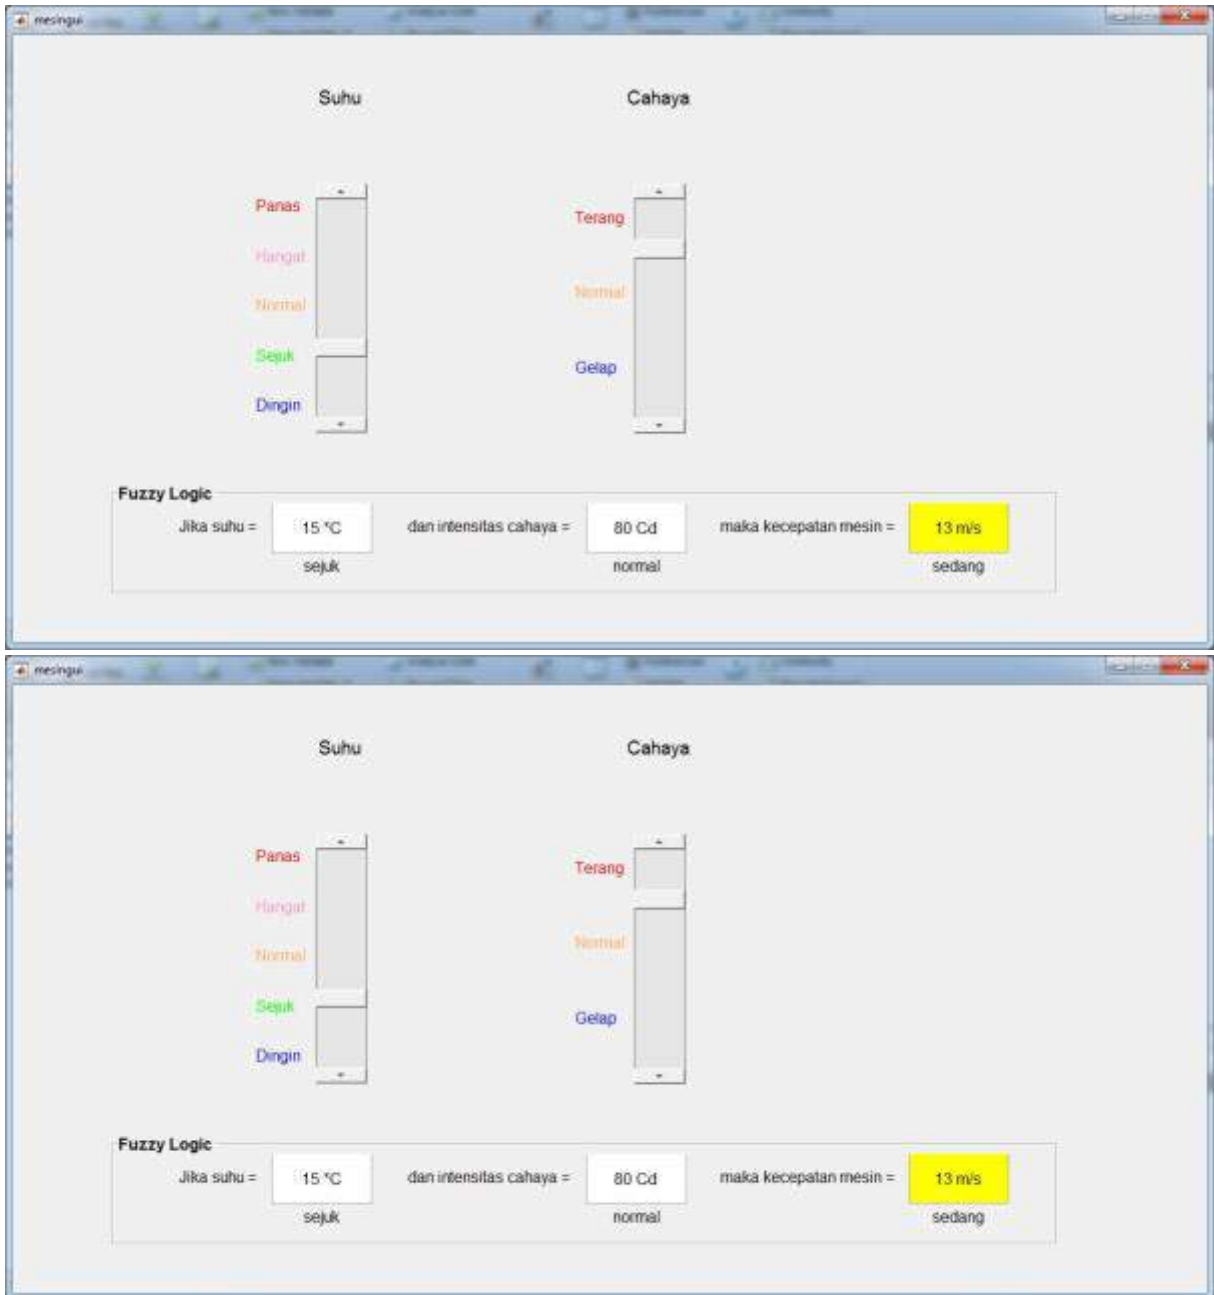 mesingui
Suhu Cahaya
Panas
Terang
Hangat
Normal Normal
Sejuk
Gelap
Dingin
Fuzzy Logic
Jika suhu = 15 °C dan intensitas cahaya = 80 Cd maka kecepatan mesin = 13 m/s
sejuk normal sedang
mesingui
Suhu Cahaya
Panas
Terang
Hangat
Normal Normal
Sejuk
Gelap
Dingin
Fuzzy Logic
Jika suhu = 15 °C dan intensitas cahaya = 80 Cd maka kecepatan mesin = 13 m/s
sejuk normal sedang